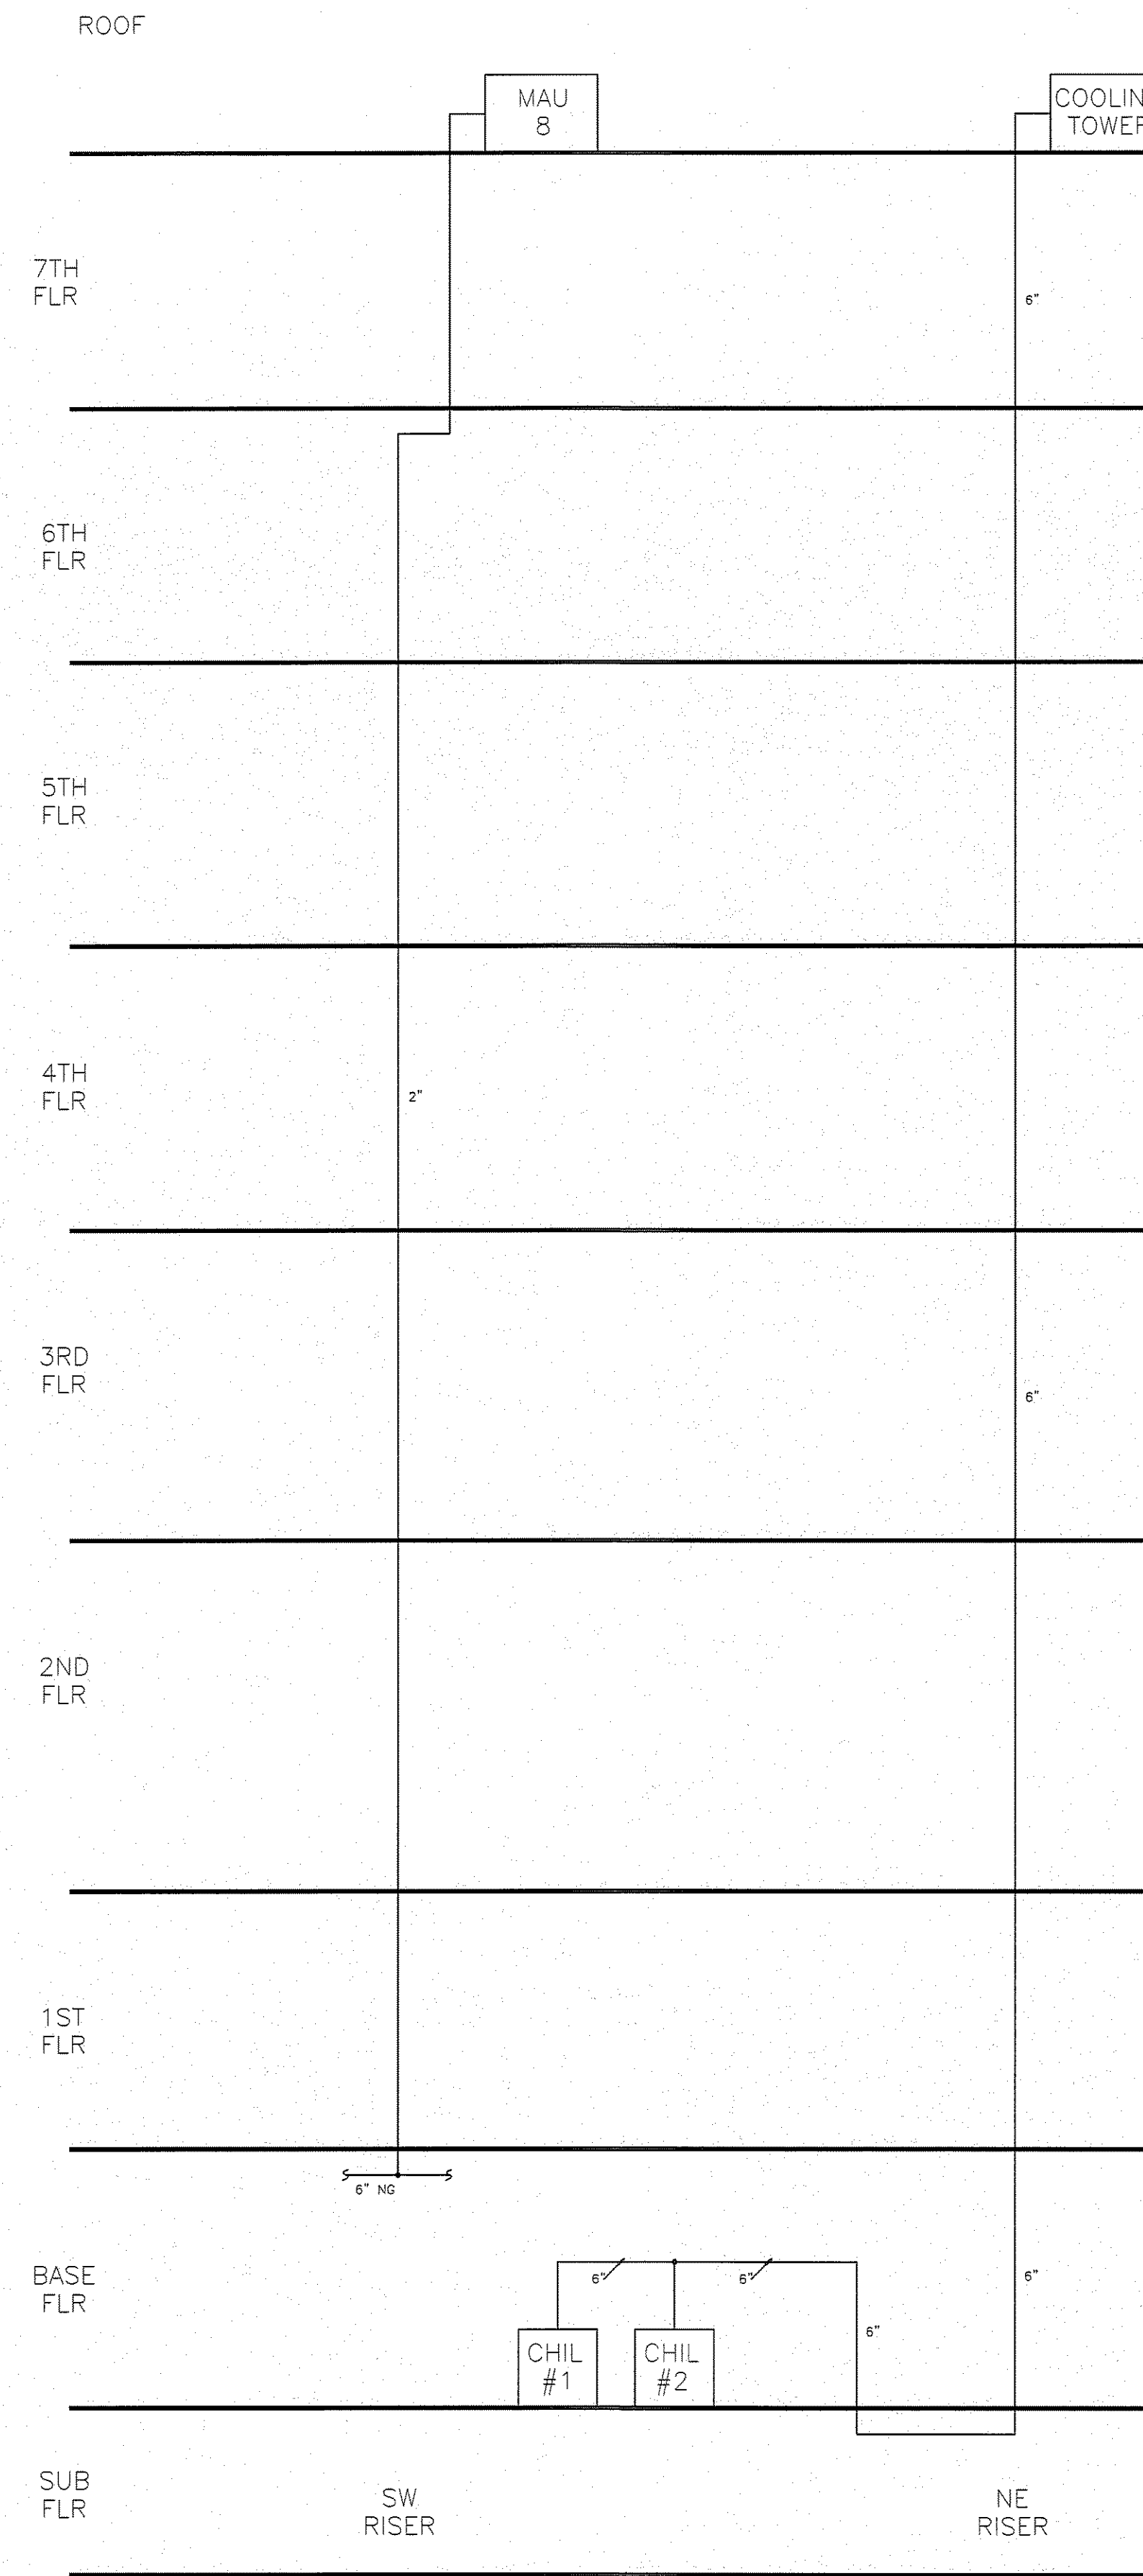 ROOF
MAU
8
COOLIN
TOWER
7TH
FLR
6"
6TH
FLR
5TH
FLR
4TH
FLR
2"
3RD
FLR
6"
2ND
FLR
1ST
FLR
6" NG
BASE
FLR
6"
6"
6"
6"
CHIL
#1
CHIL
#2
SUB
FLR
SW
RISER
NE
RISER